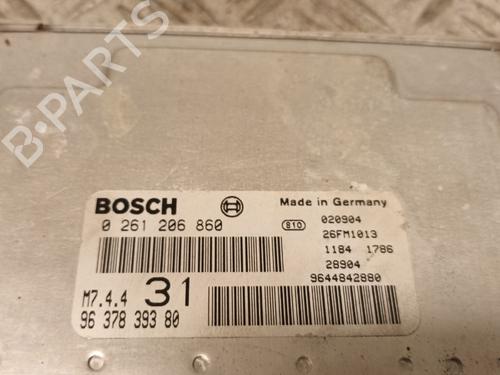 BOSCH
0 261 206 860
M7.4.4 31
96 378 393 80
Made in Germany
810
020904
26FM1013
1184 1786
28904
9644842880
B-PARTS